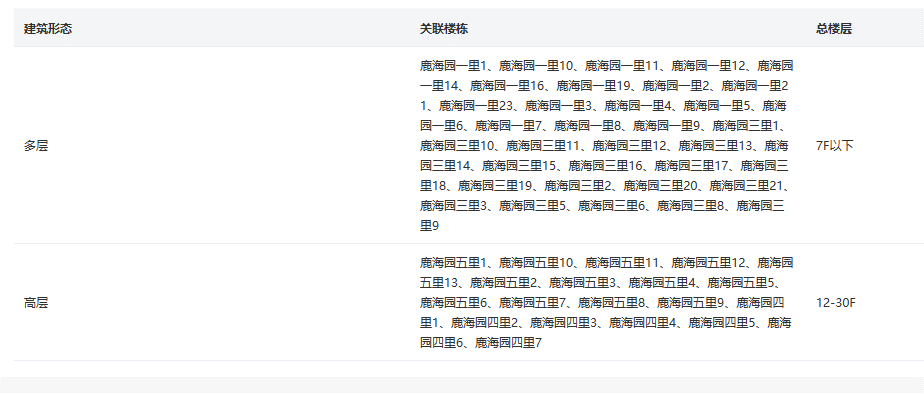 建筑形态 关联楼栋 总楼层
鹿海园一里1、鹿海园一里10、鹿海园一里11、鹿海园一里12、鹿海园
一里14、鹿海园一里16、鹿海园一里19、鹿海园一里2、鹿海园一里2
1、鹿海园一里23、鹿海园一里3、鹿海园一里4、鹿海园一里5、鹿海
园一里6、鹿海园一里7、鹿海园一里8、鹿海园一里9、鹿海园三里1、
多层 鹿海园三里10、鹿海园三里11、鹿海园三里12、鹿海园三里13、鹿海 7F以下
园三里14、鹿海园三里15、鹿海园三里16、鹿海园三里17、鹿海园三
里18、鹿海园三里19、鹿海园三里2、鹿海园三里20、鹿海园三里21、
鹿海园三里3、鹿海园三里5、鹿海园三里6、鹿海园三里8、鹿海园三
里9
鹿海园五里1、鹿海园五里10、鹿海园五里11、鹿海园五里12、鹿海园
五里13、鹿海园五里2、鹿海园五里3、鹿海园五里4、鹿海园五里5、
高层 鹿海园五里6、鹿海园五里7、鹿海园五里8、鹿海园五里9、鹿海园四 12-30F
里1、鹿海园四里2、鹿海园四里3、鹿海园四里4、鹿海园四里5、鹿海
园四里6、鹿海园四里7